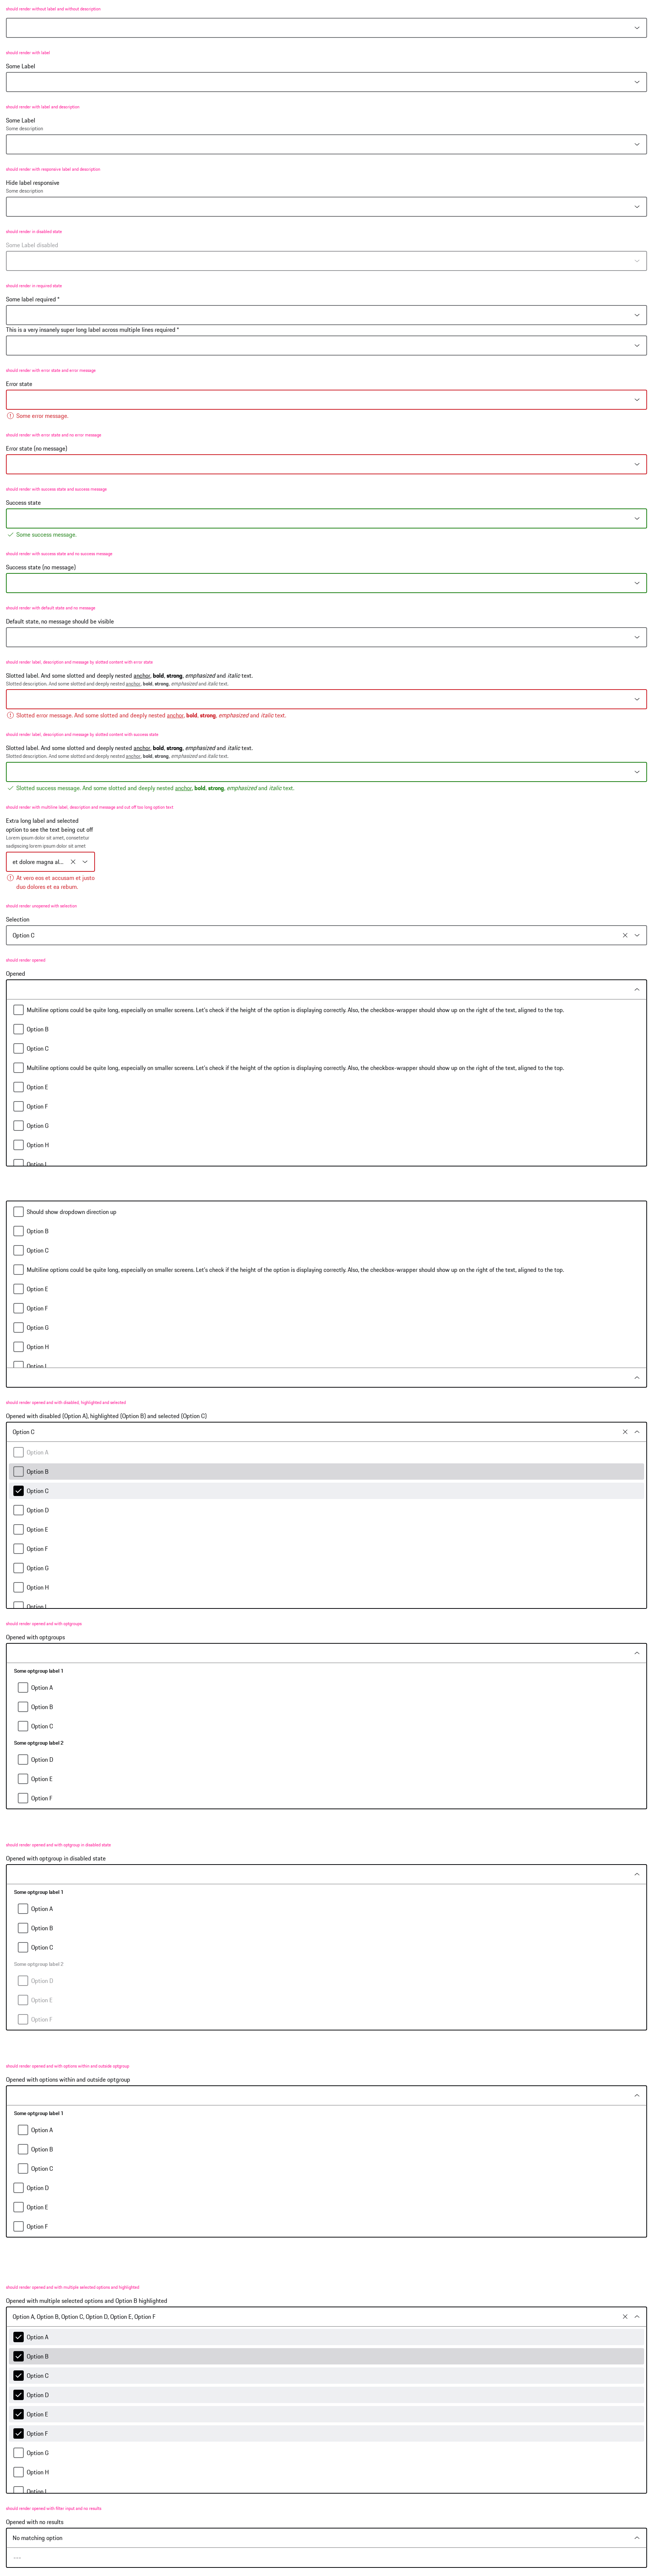 should render without label and without description
should render with label
Some Label
should render with label and description
Some Label
Some description
should render with responsive label and description
Hide label responsive
Some description
should render in disabled state
Some Label disabled
should render in required state
Some label required *
This is a very insanely super long label across multiple lines required *
should render with error state and error message
Error state
Some error message.
should render with error state and no error message
Error state (no message)
should render with success state and success message
Success state
Some success message.
should render with success state and no success message
Success state (no message)
should render with default state and no message
Default state, no message should be visible
should render label, description and message by slotted content with error state
Slotted label. And some slotted and deeply nested anchor, bold, strong, emphasized and italic text.
Slotted description. And some slotted and deeply nested anchor, bold, strong, emphasized and italic text.
Slotted error message. And some slotted and deeply nested anchor, bold, strong, emphasized and italic text.
should render label, description and message by slotted content with success state
Slotted label. And some slotted and deeply nested anchor, bold, strong, emphasized and italic text.
Slotted description. And some slotted and deeply nested anchor, bold, strong, emphasized and italic text.
Slotted success message. And some slotted and deeply nested anchor, bold, strong, emphasized and italic text.
should render with multiline label, description and message and cut off too long option text
Extra long label and selected
option to see the text being cut off
Lorem ipsum dolor sit amet, consetetur
sadipscing lorem ipsum dolor sit amet
et dolore magna al...
At vero eos et accusam et justo
duo dolores et ea rebum.
should render unopened with selection
Selection
Option C
should render opened
Opened
Multiline options could be quite long, especially on smaller screens. Let's check if the height of the option is displaying correctly. Also, the checkbox-wrapper should show up on the right of the text, aligned to the top.
Option B
Option C
Multiline options could be quite long, especially on smaller screens. Let's check if the height of the option is displaying correctly. Also, the checkbox-wrapper should show up on the right of the text, aligned to the top.
Option E
Option F
Option G
Option H
Option I
Should show dropdown direction up
Option B
Option C
Multiline options could be quite long, especially on smaller screens. Let's check if the height of the option is displaying correctly. Also, the checkbox-wrapper should show up on the right of the text, aligned to the top.
Option E
Option F
Option G
Option H
Option I
should render opened and with disabled, highlighted and selected
Opened with disabled (Option A), highlighted (Option B) and selected (Option C)
Option C
Option A
Option B
Option C
Option D
Option E
Option F
Option G
Option H
Option I
should render opened and with optgroups
Opened with optgroups
Some optgroup label 1
Option A
Option B
Option C
Some optgroup label 2
Option D
Option E
Option F
should render opened and with optgroup in disabled state
Opened with optgroup in disabled state
Some optgroup label 1
Option A
Option B
Option C
Some optgroup label 2
Option D
Option E
Option F
should render opened and with options within and outside optgroup
Opened with options within and outside optgroup
Some optgroup label 1
Option A
Option B
Option C
Option D
Option E
Option F
should render opened and with multiple selected options and highlighted
Opened with multiple selected options and Option B highlighted
Option A, Option B, Option C, Option D, Option E, Option F
Option A
Option B
Option C
Option D
Option E
Option F
Option G
Option H
Option I
should render opened with filter input and no results
Opened with no results
No matching option
---